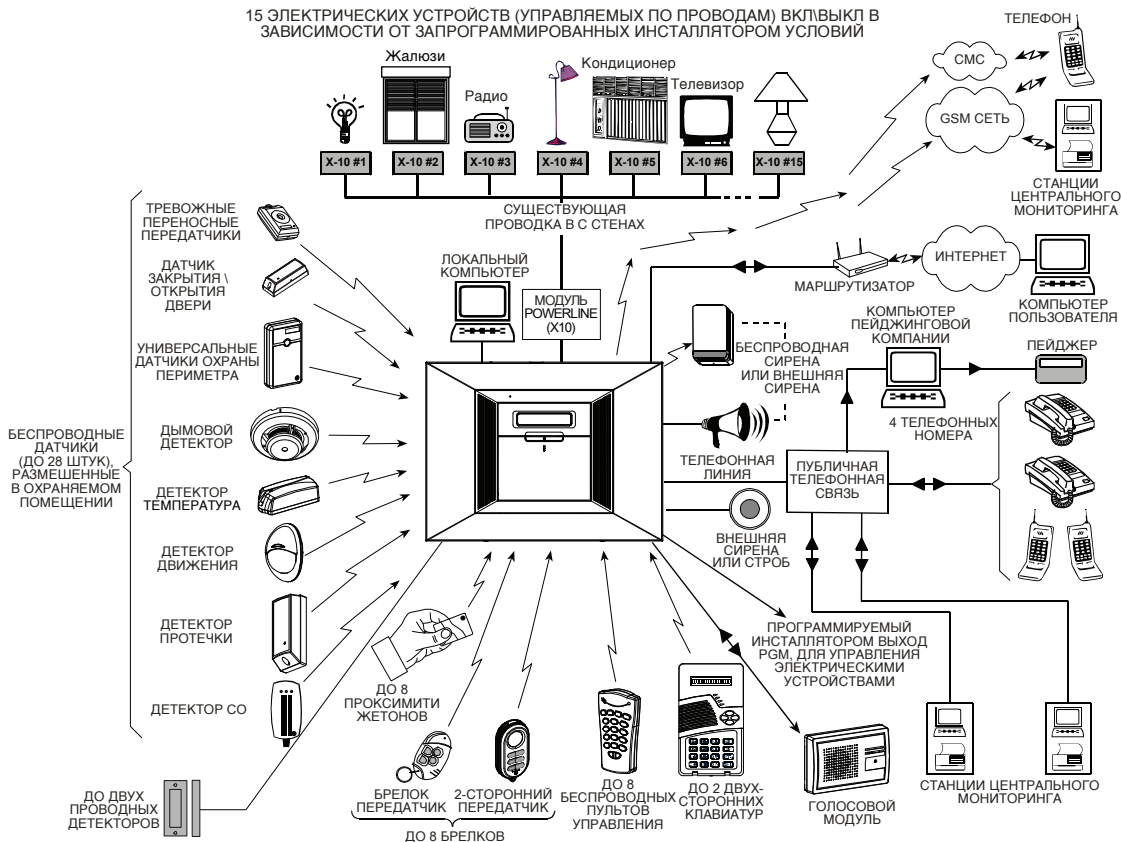 15 ЭЛЕКТРИЧЕСКИХ УСТРОЙСТВ (УПРАВЛЯЕМЫХ ПО ПРОВОДАМ) ВКЛ\ВЫКЛ В
ЗАВИСИМОСТИ ОТ ЗАПРОГРАММИРОВАННЫХ ИНСТАЛЛЯТОРОМ УСЛОВИЙ
Жалюзи
Радио
Кондиционер
Телевизор
X-10 #1
X-10 #2
X-10 #3
X-10 #4
X-10 #5
X-10 #6
X-10 #15
СУЩЕСТВУЮЩАЯ
ПРОВОДКА В С СТЕНАХ
ТЕЛЕФОН
СМС
GSM СЕТЬ
СТАНЦИИ
ЦЕНТРАЛЬНОГО
МОНИТОРИНГА
ТРЕВОЖНЫЕ
ПЕРЕНОСНЫЕ
ПЕРЕДАТЧИКИ
ДАТЧИК
ЗАКРЫТИЯ \
ОТКРЫТИЯ
ДВЕРИ
УНИВЕРСАЛЬНЫЕ
ДАТЧИКИ ОХРАНЫ
ПЕРИМЕТРА
ДЫМОВОЙ
ДЕТЕКТОР
БЕСПРОВОДНЫЕ
ДАТЧИКИ
(ДО 28 ШТУК),
РАЗМЕШЕННЫЕ
В ОХРАНЯЕМОМ
ПОМЕЩЕНИИ
ДЕТЕКТОР
ТЕМПЕРАТУРА
ДЕТЕКТОР
ДВИЖЕНИЯ
ДЕТЕКТОР
ПРОТЕЧКИ
ДЕТЕКТОР СО
ДО ДВУХ
ПРОВОДНЫХ
ДЕТЕКТОРОВ
ЛОКАЛЬНЫЙ
КОМПЬЮТЕР
МОДУЛЬ
POWERLINE
(X10)
МАРШРУТИЗАТОР
ИНТЕРНЕТ
КОМПЬЮТЕР
ПОЛЬЗОВАТЕЛЯ
КОМПЬЮТЕР
ПЕЙДЖИНГОВОЙ
КОМПАНИИ
ПЕЙДЖЕР
БЕСПРОВОДНАЯ
СИРЕНА
ИЛИ ВНЕШНЯЯ
СИРЕНА
4 ТЕЛЕФОННЫХ
НОМЕРА
ТЕЛЕФОННАЯ
ЛИНИЯ
ПУБЛИЧНАЯ
ТЕЛЕФОННАЯ
СВЯЗЬ
ВНЕШНЯЯ
СИРЕНА
ИЛИ СТРОБ
ПРОГРАММИРУЕМЫЙ
ИНСТАЛЛЯТОРОМ ВЫХОД
PGM, ДЛЯ УПРАВЛЕНИЯ
ЭЛЕКТРИЧЕСКИМИ
УСТРОЙСТВАМИ
ДО 8
ПРОКСИМИТИ
ЖЕТОНОВ
БРЕЛОК
ПЕРЕДАТЧИК
2-СТОРОННИЙ
ПЕРЕДАТЧИК
ДО 8 БРЕЛКОВ
ДО 8
БЕСПРОВОДНЫХ
ПУЛЬТОВ
УПРАВЛЕНИЯ
ДО 2 ДВУХ-
СТОРОННИХ
КЛАВИАТУР
ГОЛОСОВОЙ
МОДУЛЬ
СТАНЦИИ ЦЕНТРАЛЬНОГО
МОНИТОРИНГА